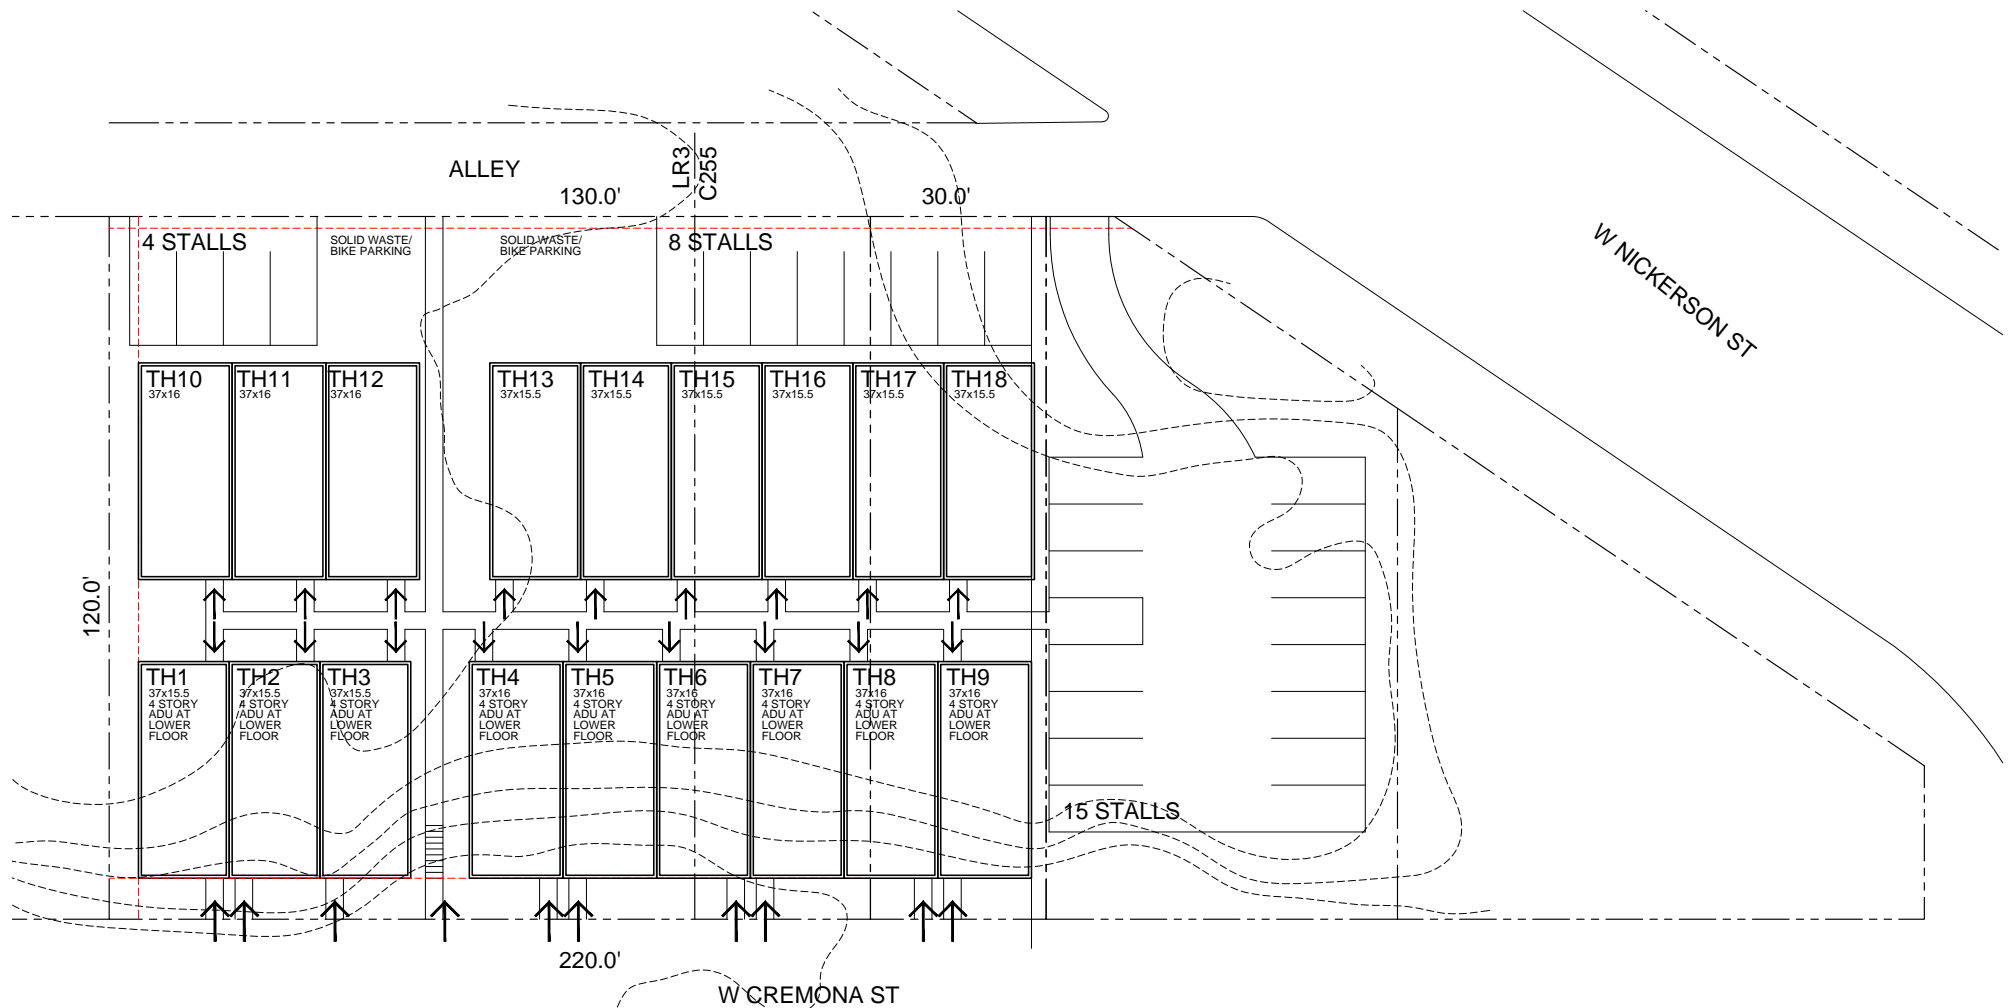 ALLEY
LR3
C255
130.0'
30.0'
W NICKERSON ST
4 STALLS
SOLID WASTE/
BIKE PARKING
SOLID WASTE/
BIKE PARKING
8 STALLS
TH10
37x16
TH11
37x16
TH12
37x16
TH13
37x15.5
TH14
37x15.5
TH15
37x15.5
TH16
37x15.5
TH17
37x15.5
TH18
37x15.5
120.0'
TH1
37x15.5
4 STORY
ADU AT
LOWER
FLOOR
TH2
37x15.5
4 STORY
ADU AT
LOWER
FLOOR
TH3
37x15.5
4 STORY
ADU AT
LOWER
FLOOR
TH4
37x16
4 STORY
ADU AT
LOWER
FLOOR
TH5
37x16
4 STORY
ADU AT
LOWER
FLOOR
TH6
37x16
4 STORY
ADU AT
LOWER
FLOOR
TH7
37x16
4 STORY
ADU AT
LOWER
FLOOR
TH8
37x16
4 STORY
ADU AT
LOWER
FLOOR
TH9
37x16
4 STORY
ADU AT
LOWER
FLOOR
15 STALLS
220.0'
W CREMONA ST